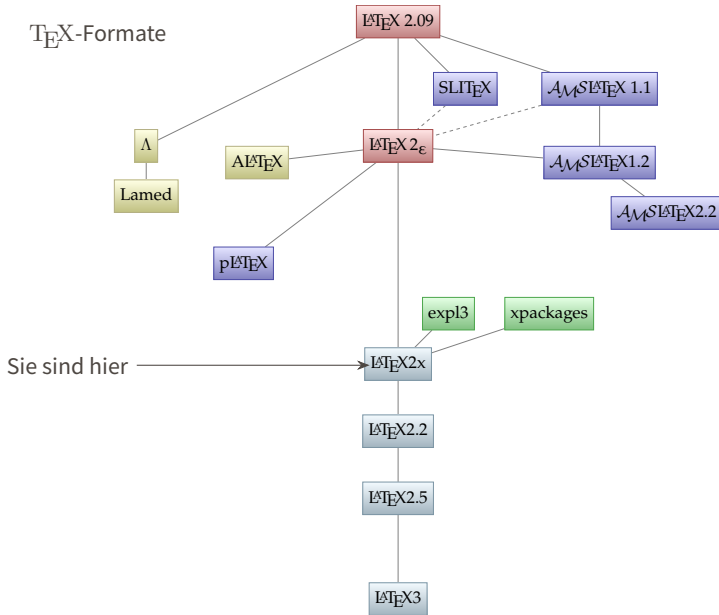 LATEX 2.09
TEX-Formate
SLITEX
AMSLATEX 1.1
Λ
ALATEX
LATEX 2ε
AMSLATEX1.2
Lamed
AMSLATEX2.2
pLATEX
expl3
xpackages
Sie sind hier
LATEX2x
LATEX2.2
LATEX2.5
LATEX3